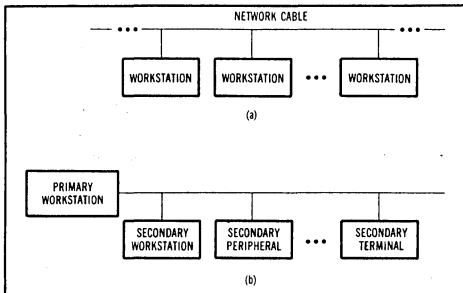 NETWORK CABLE
WORKSTATION WORKSTATION WORKSTATION
(a)
PRIMARY
WORKSTATION
SECONDARY SECONDARY SECONDARY
WORKSTATION PERIPHERAL TERMINAL
(b)